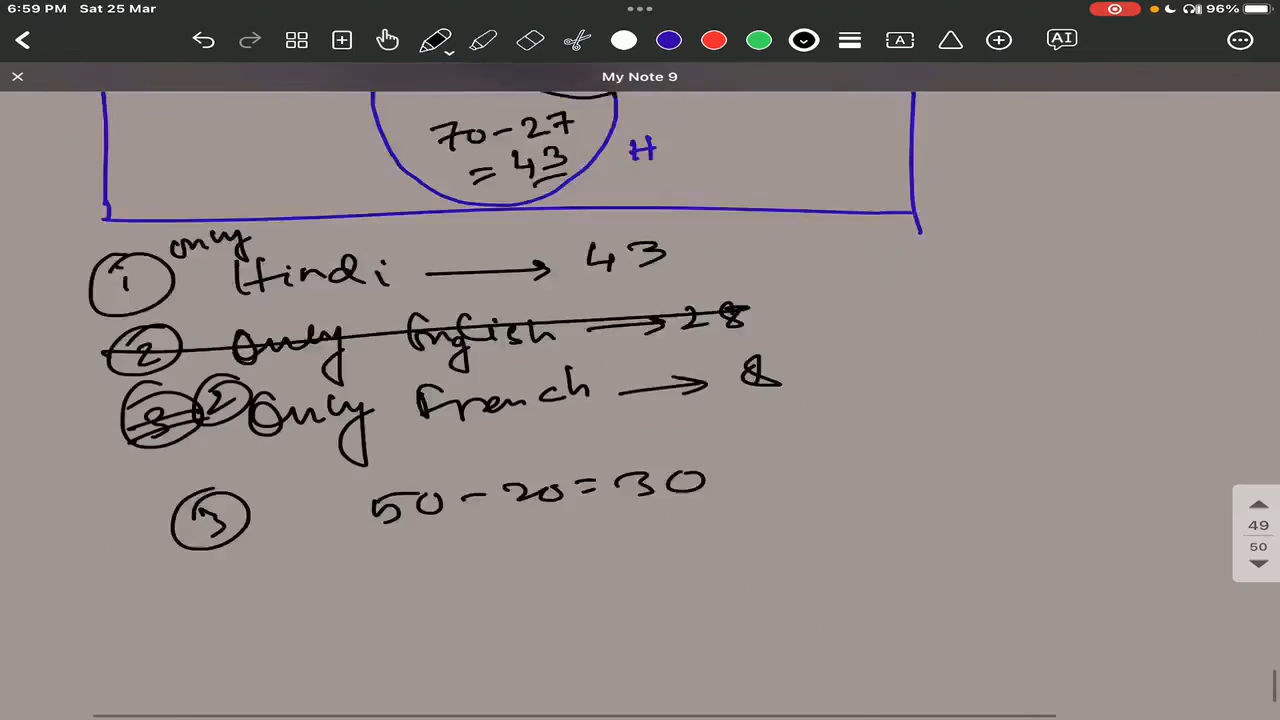 6:59 PM Sat 25 Mar
96%
A
AI
My Note 9
70-27
= 43
H
only
1 Hindi → 43
2 Only English → 28
3 2 Only French → 8
3 50-20=30
49
50